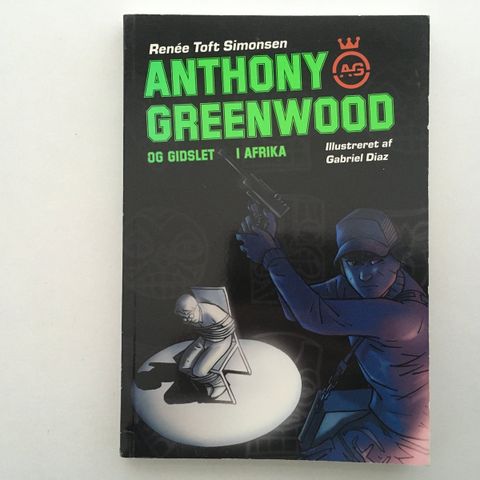 Renée Toft Simonsen
ANTHONY
AG
GREENWOOD
OG GIDSLET I AFRIKA
Illustreret af
Gabriel Diaz